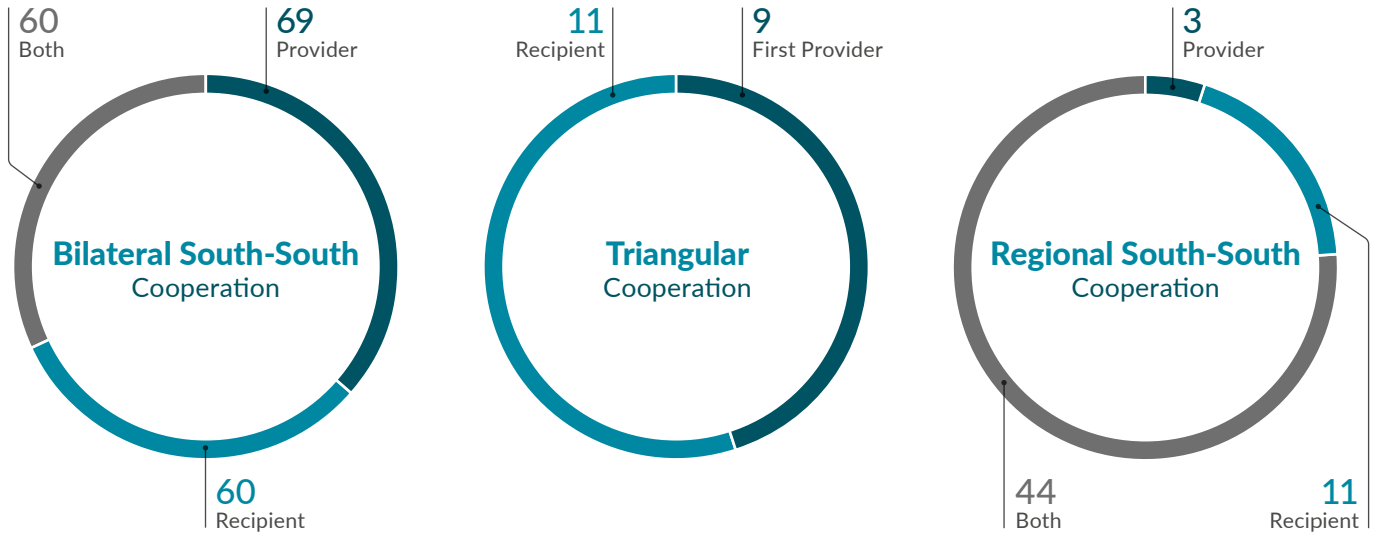 60
Both
69
Provider
Bilateral South-South
Cooperation
60
Recipient
11
Recipient
9
First Provider
Triangular
Cooperation
3
Provider
Regional South-South
Cooperation
44
Both
11
Recipient